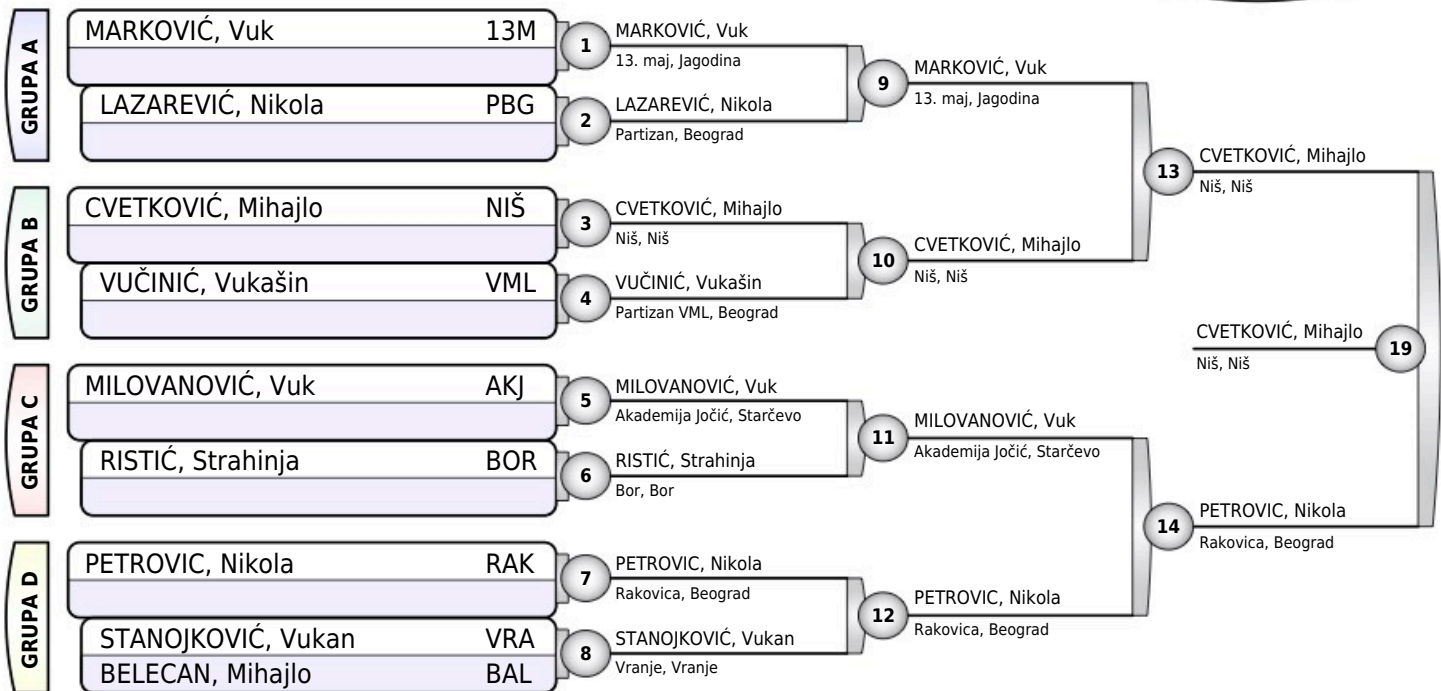 GRUPA A
MARKOVIĆ, Vuk 13M
LAZAREVIĆ, Nikola PBG
GRUPA B
CVETKOVIĆ, Mihajlo NIŠ
VUČINIĆ, Vukašin VML
GRUPA C
MILOVANOVIĆ, Vuk AKJ
RISTIĆ, Strahinja BOR
GRUPA D
PETROVIC, Nikola RAK
STANOJKOVIĆ, Vukan VRA
BELECAN, Mihajlo BAL
1
MARKOVIĆ, Vuk
13. maj, Jagodina
2
LAZAREVIĆ, Nikola
Partizan, Beograd
3
CVETKOVIĆ, Mihajlo
Niš, Niš
4
VUČINIĆ, Vukašin
Partizan VML, Beograd
5
MILOVANOVIĆ, Vuk
Akademija Jočić, Starčevo
6
RISTIĆ, Strahinja
Bor, Bor
7
PETROVIC, Nikola
Rakovica, Beograd
8
STANOJKOVIĆ, Vukan
Vranje, Vranje
9
MARKOVIĆ, Vuk
13. maj, Jagodina
10
CVETKOVIĆ, Mihajlo
Niš, Niš
11
MILOVANOVIĆ, Vuk
Akademija Jočić, Starčevo
12
PETROVIC, Nikola
Rakovica, Beograd
13
CVETKOVIĆ, Mihajlo
Niš, Niš
14
PETROVIC, Nikola
Rakovica, Beograd
CVETKOVIĆ, Mihajlo
Niš, Niš
19